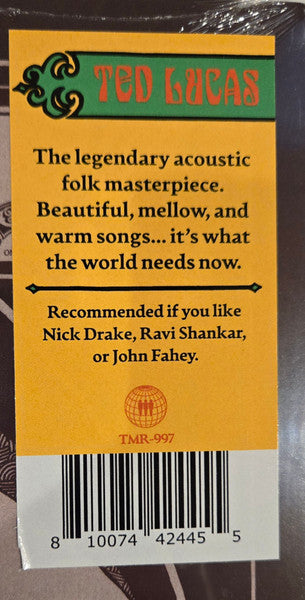 TED LUCAS
The legendary acoustic
folk masterpiece.
Beautiful, mellow, and
warm songs... it's what
the world needs now.
Recommended if you like
Nick Drake, Ravi Shankar,
or John Fahey.
TMR-997
8 10074 42445 5